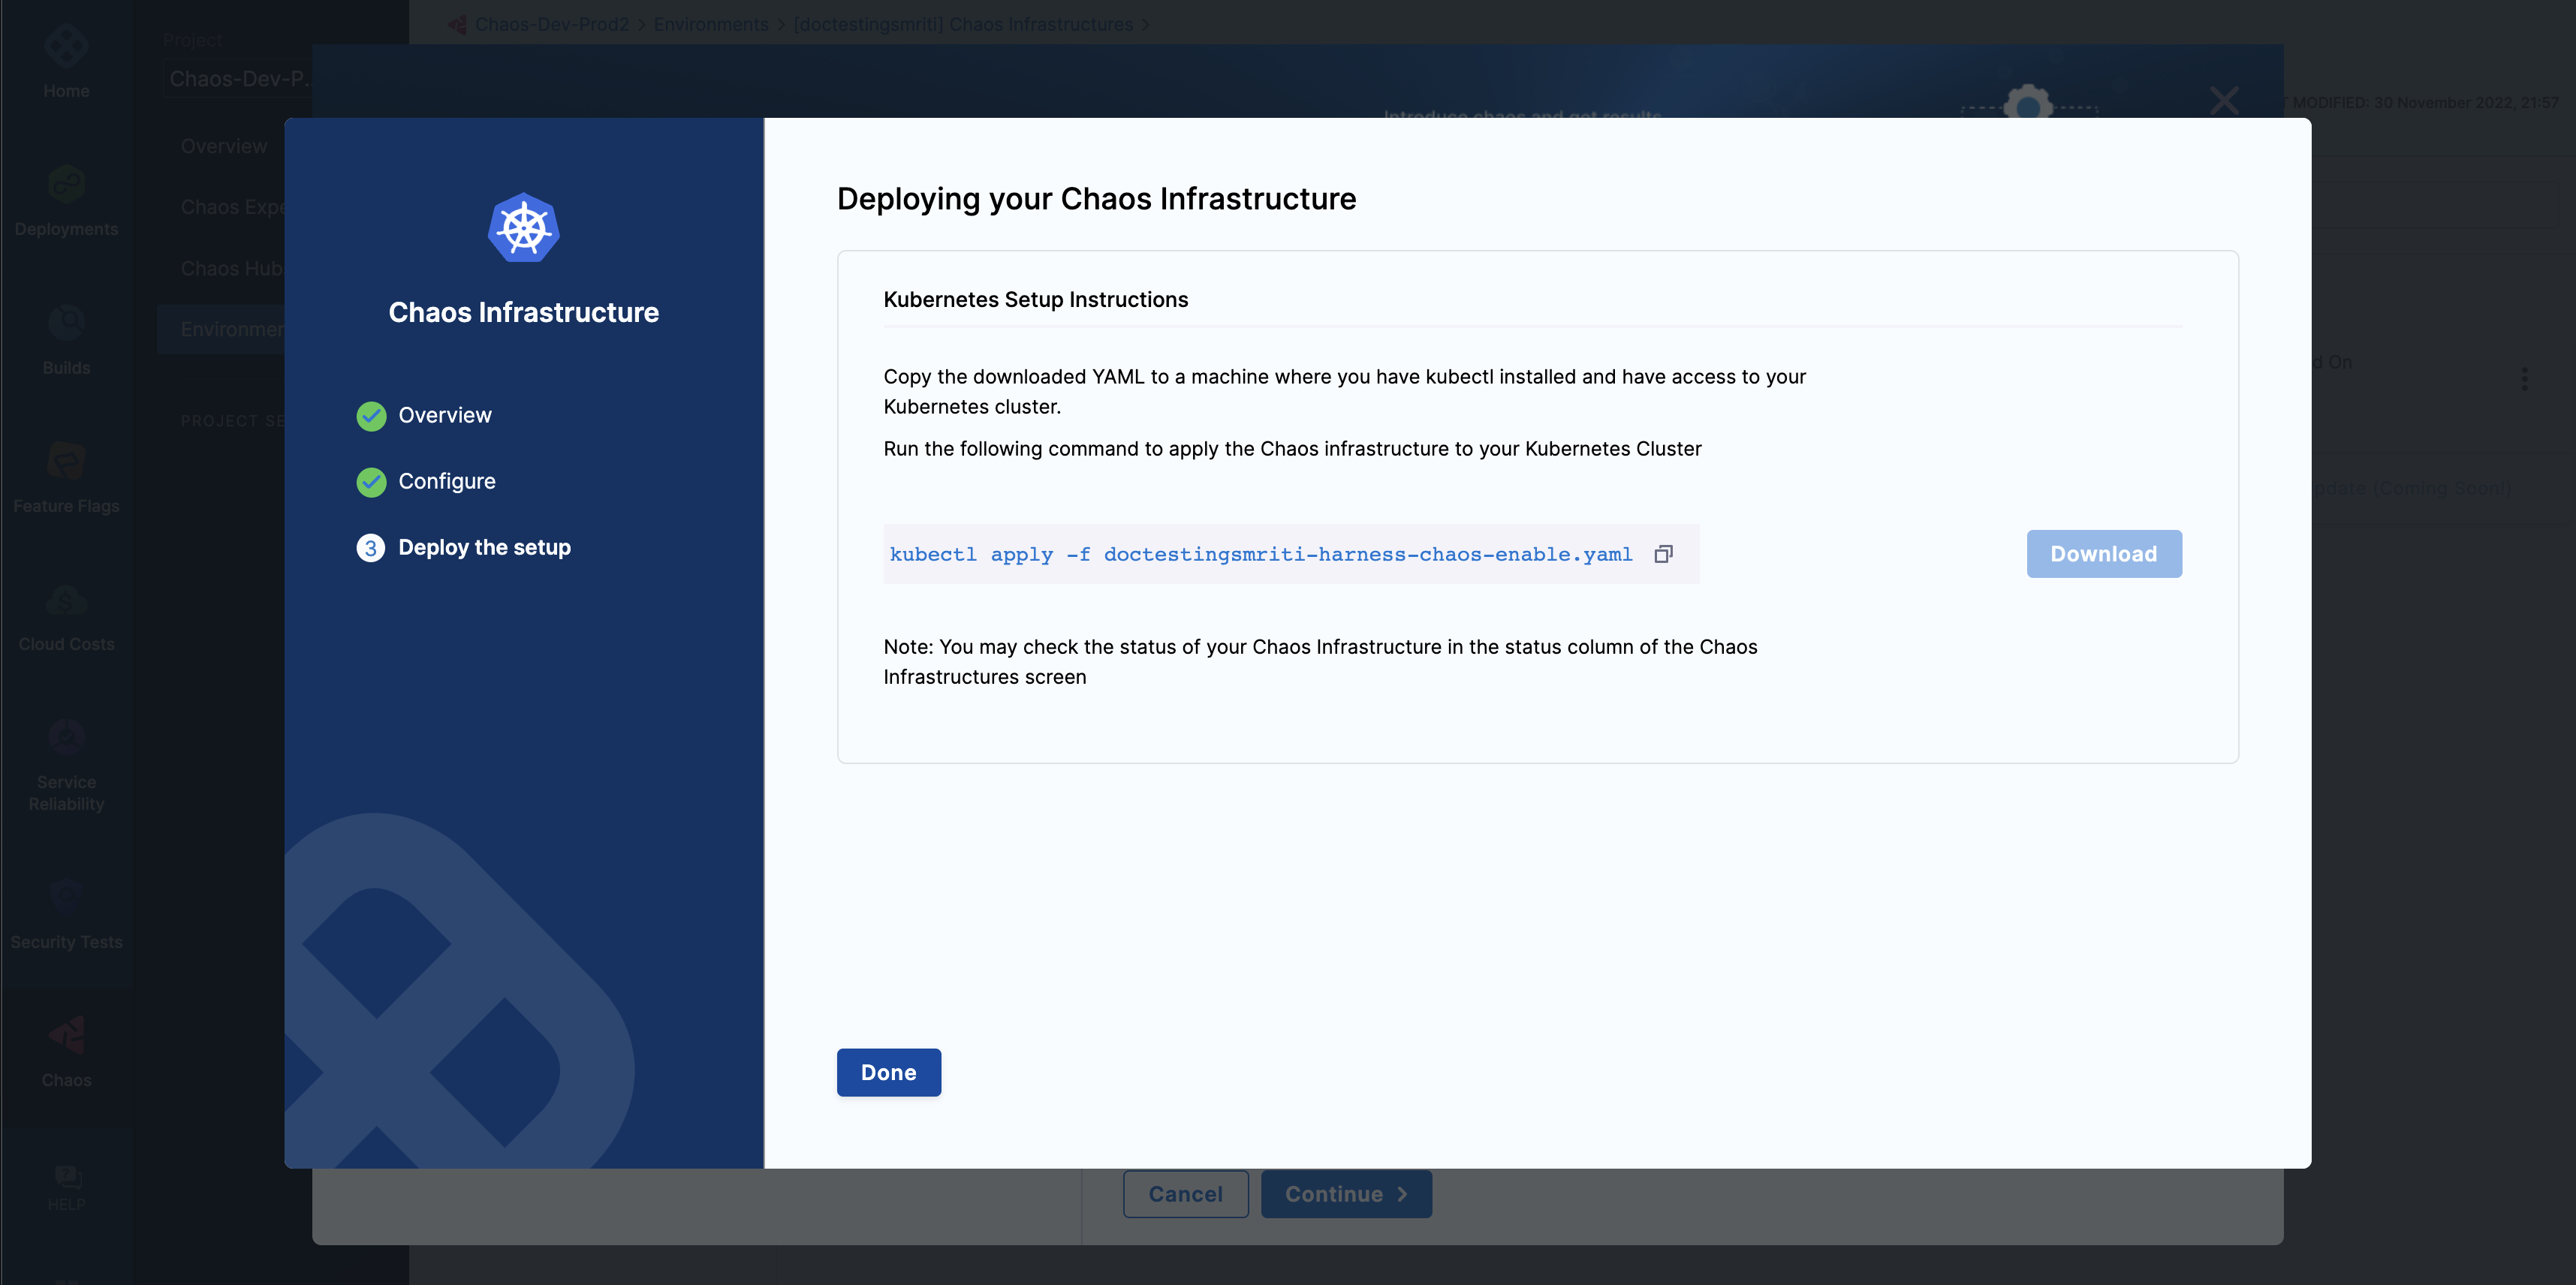 Chaos-Dev-Prod2 > Environments > [doctestingsmriti] Chaos Infrastructures >
Project
Chaos-Dev-P...
Home
Overview
Deployments
Chaos Expe
Chaos Hub
Builds
Environmen
PROJECT SE
Feature Flags
Cloud Costs
Service
Reliability
Security Tests
Chaos
HELP
Introduce chaos and get results
T MODIFIED: 30 November 2022, 21:57
Chaos Infrastructure
Overview
Configure
3 Deploy the setup
Deploying your Chaos Infrastructure
Kubernetes Setup Instructions
Copy the downloaded YAML to a machine where you have kubectl installed and have access to your
Kubernetes cluster.
Run the following command to apply the Chaos infrastructure to your Kubernetes Cluster
kubectl apply -f doctestingsmriti-harness-chaos-enable.yaml
Download
Note: You may check the status of your Chaos Infrastructure in the status column of the Chaos
Infrastructures screen
Done
d On
pdate (Coming Soon!)
Cancel
Continue >